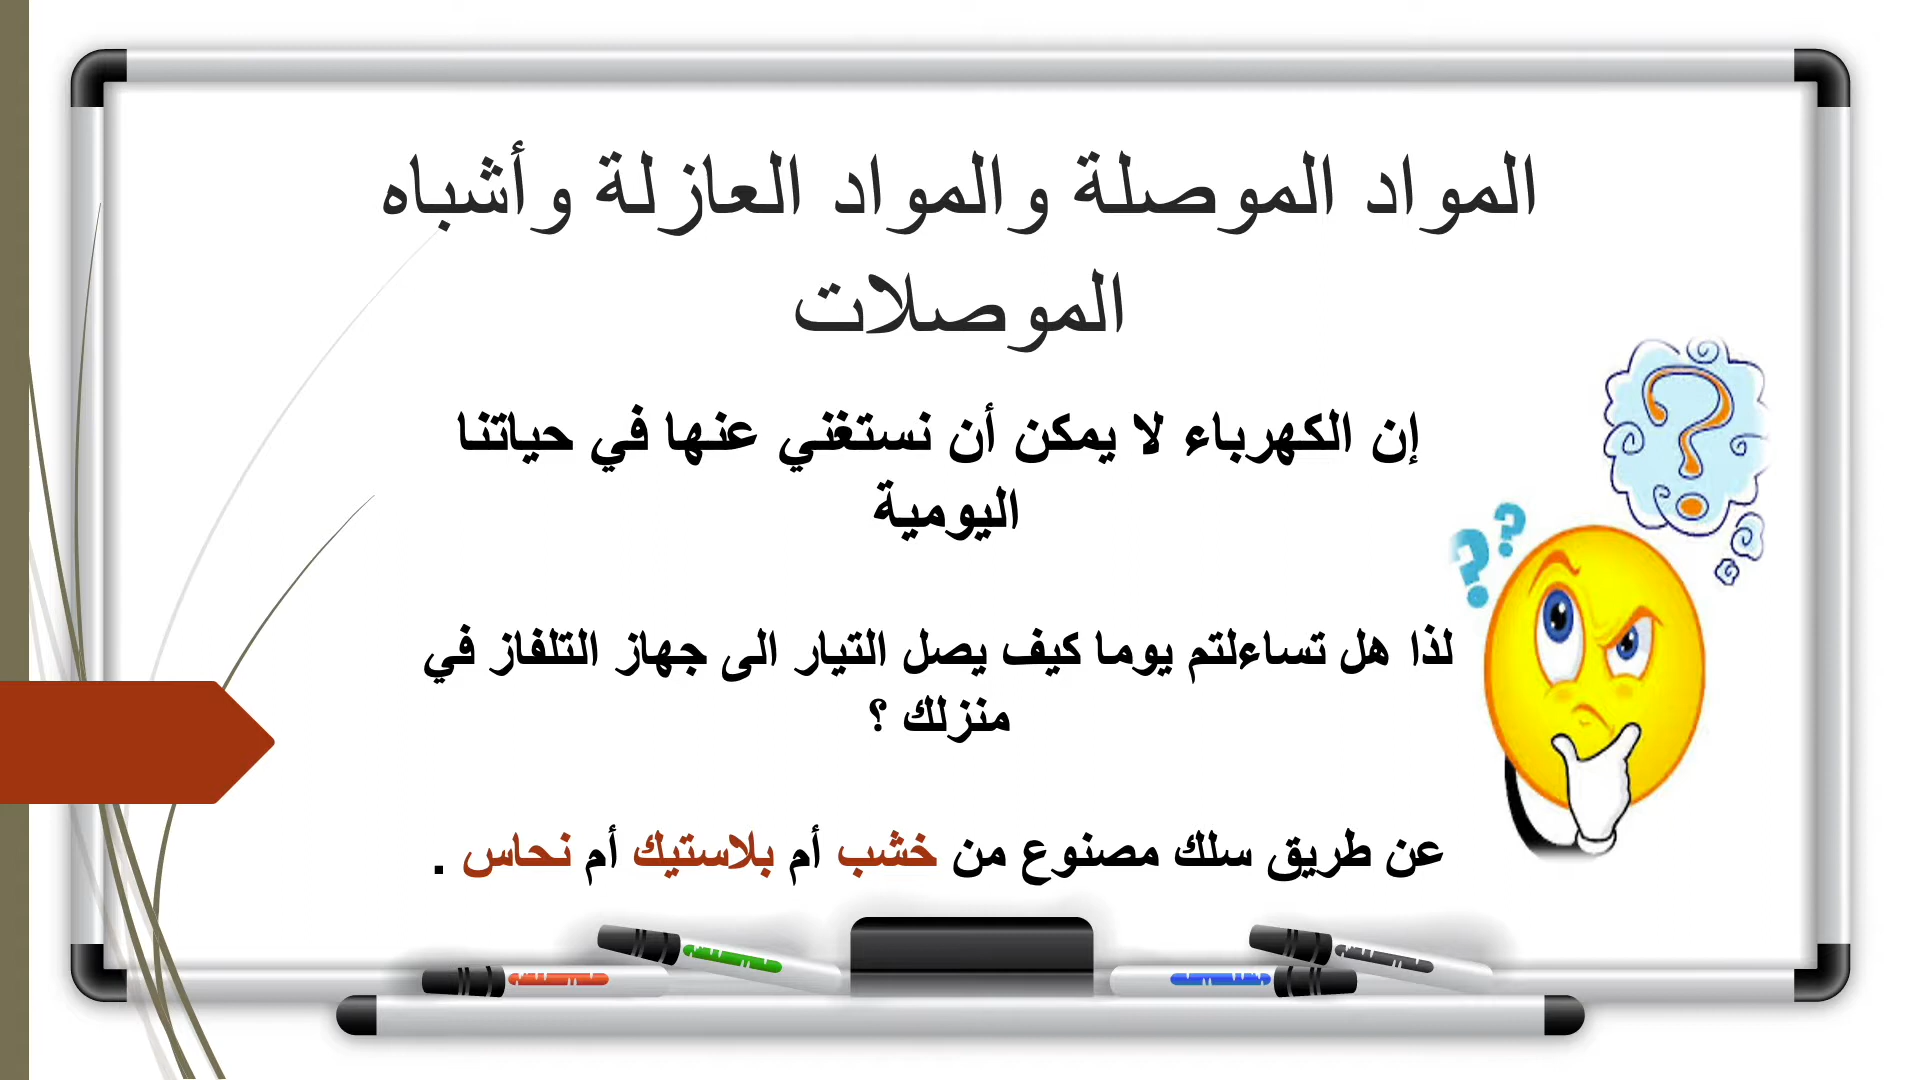 المواد الموصلة والمواد العازلة وأشباه
الموصلات
إن الكهرباء لا يمكن أن نستغني عنها في حياتنا
اليومية
لذا هل تساءلتم يوما كيف يصل التيار الى جهاز التلفاز في
منزلك ؟
عن طريق سلك مصنوع من خشب أم بلاستيك أم نحاس .